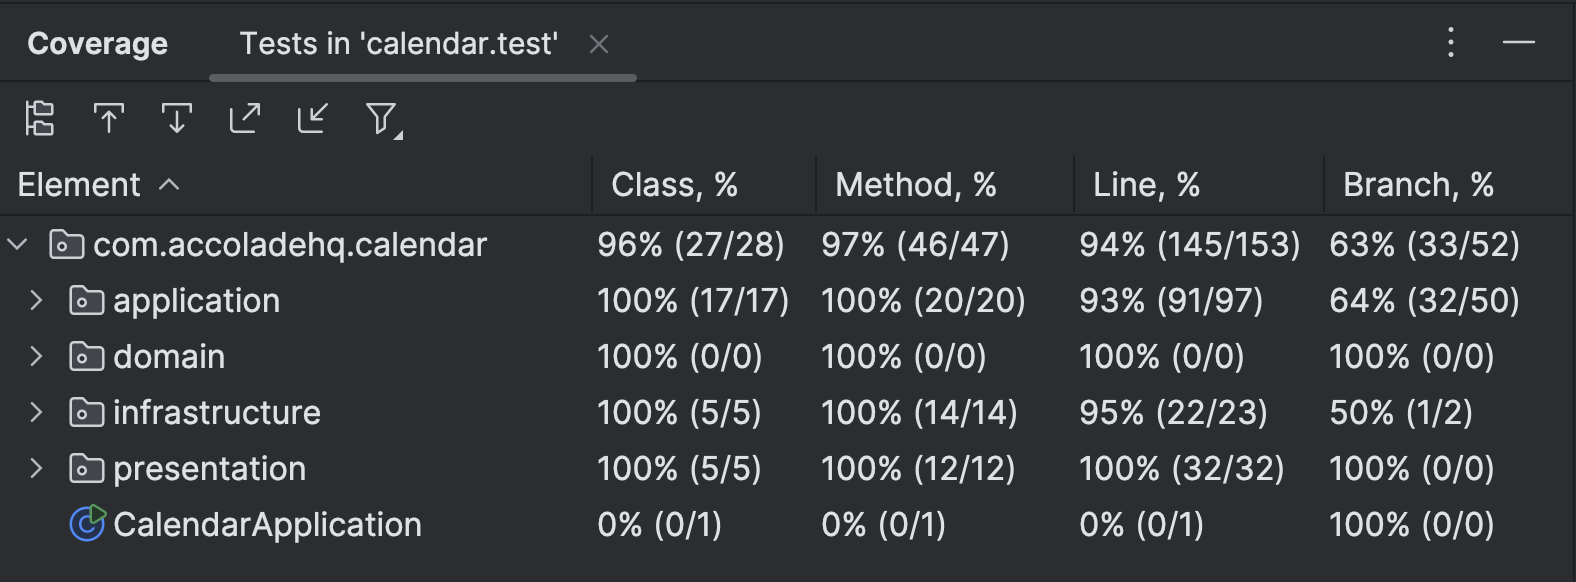 Coverage Tests in 'calendar.test'
Element Class, % Method, % Line, % Branch, %
com.accoladehq.calendar 96% (27/28) 97% (46/47) 94% (145/153) 63% (33/52)
application 100% (17/17) 100% (20/20) 93% (91/97) 64% (32/50)
domain 100% (0/0) 100% (0/0) 100% (0/0) 100% (0/0)
infrastructure 100% (5/5) 100% (14/14) 95% (22/23) 50% (1/2)
presentation 100% (5/5) 100% (12/12) 100% (32/32) 100% (0/0)
CalendarApplication 0% (0/1) 0% (0/1) 0% (0/1) 100% (0/0)